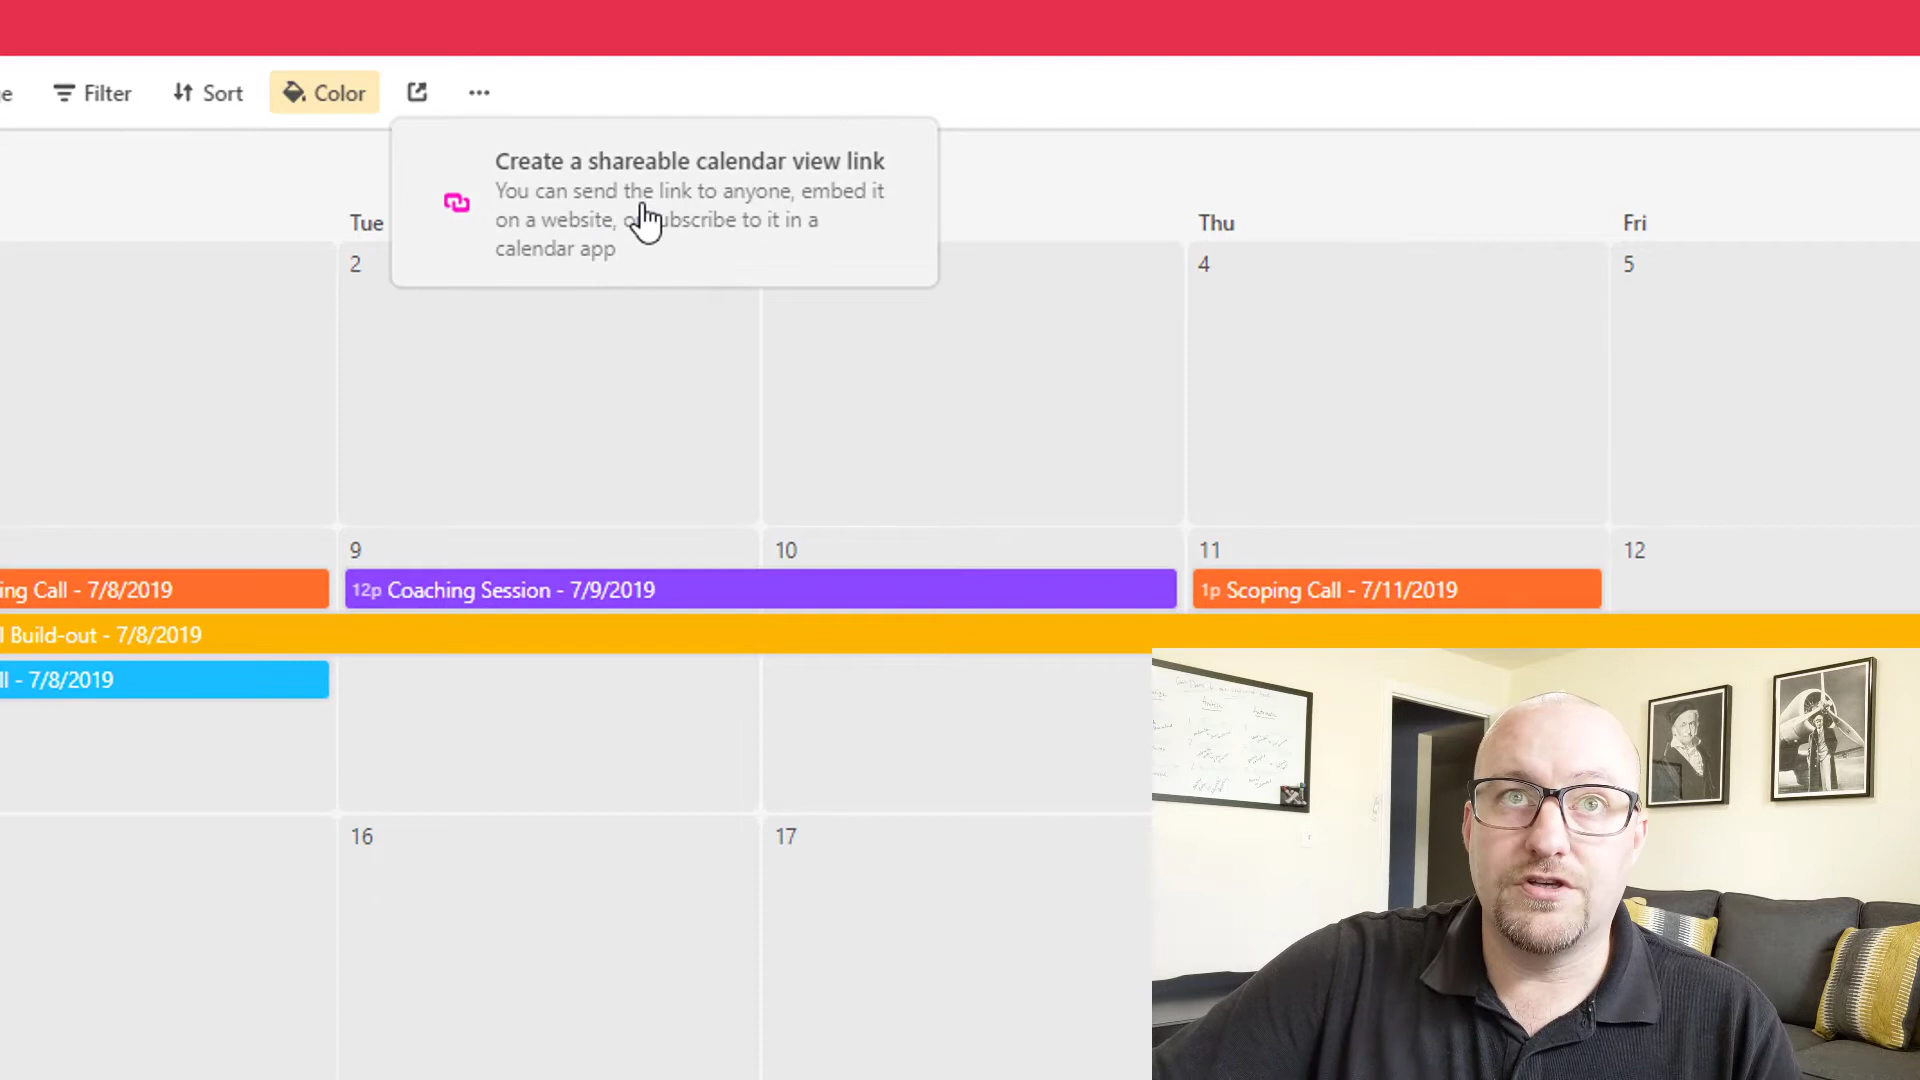 e Filter Sort Color ...
Create a shareable calendar view link
You can send the link to anyone, embed it
on a website, subscribe to it in a
calendar app
Tue Thu Fri
2 4 5
9 10 11 12
ing Call - 7/8/2019 12p Coaching Session - 7/9/2019 1p Scoping Call - 7/11/2019
l Build-out - 7/8/2019
ll - 7/8/2019
16 17